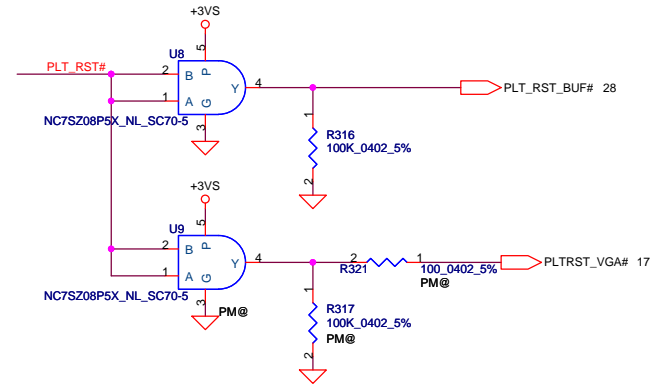 +3VS
5
U8
PLT_RST#
2 B P
Y 4
PLT_RST_BUF# 28
1 A G
NC7SZ08P5X_NL_SC70-5
3
1
R316
100K_0402_5%
2
+3VS
5
U9
2 B P
Y 4
2
1
R321
100_0402_5%
PM@
PLTRST_VGA# 17
1 A G
NC7SZ08P5X_NL_SC70-5
3
PM@
1
R317
100K_0402_5%
PM@
2